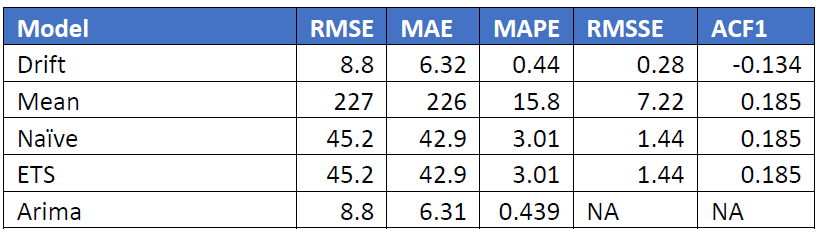 Model RMSE MAE MAPE RMSSE ACF1
Drift 8.8 6.32 0.44 0.28 -0.134
Mean 227 226 15.8 7.22 0.185
Naïve 45.2 42.9 3.01 1.44 0.185
ETS 45.2 42.9 3.01 1.44 0.185
Arima 8.8 6.31 0.439 NA NA